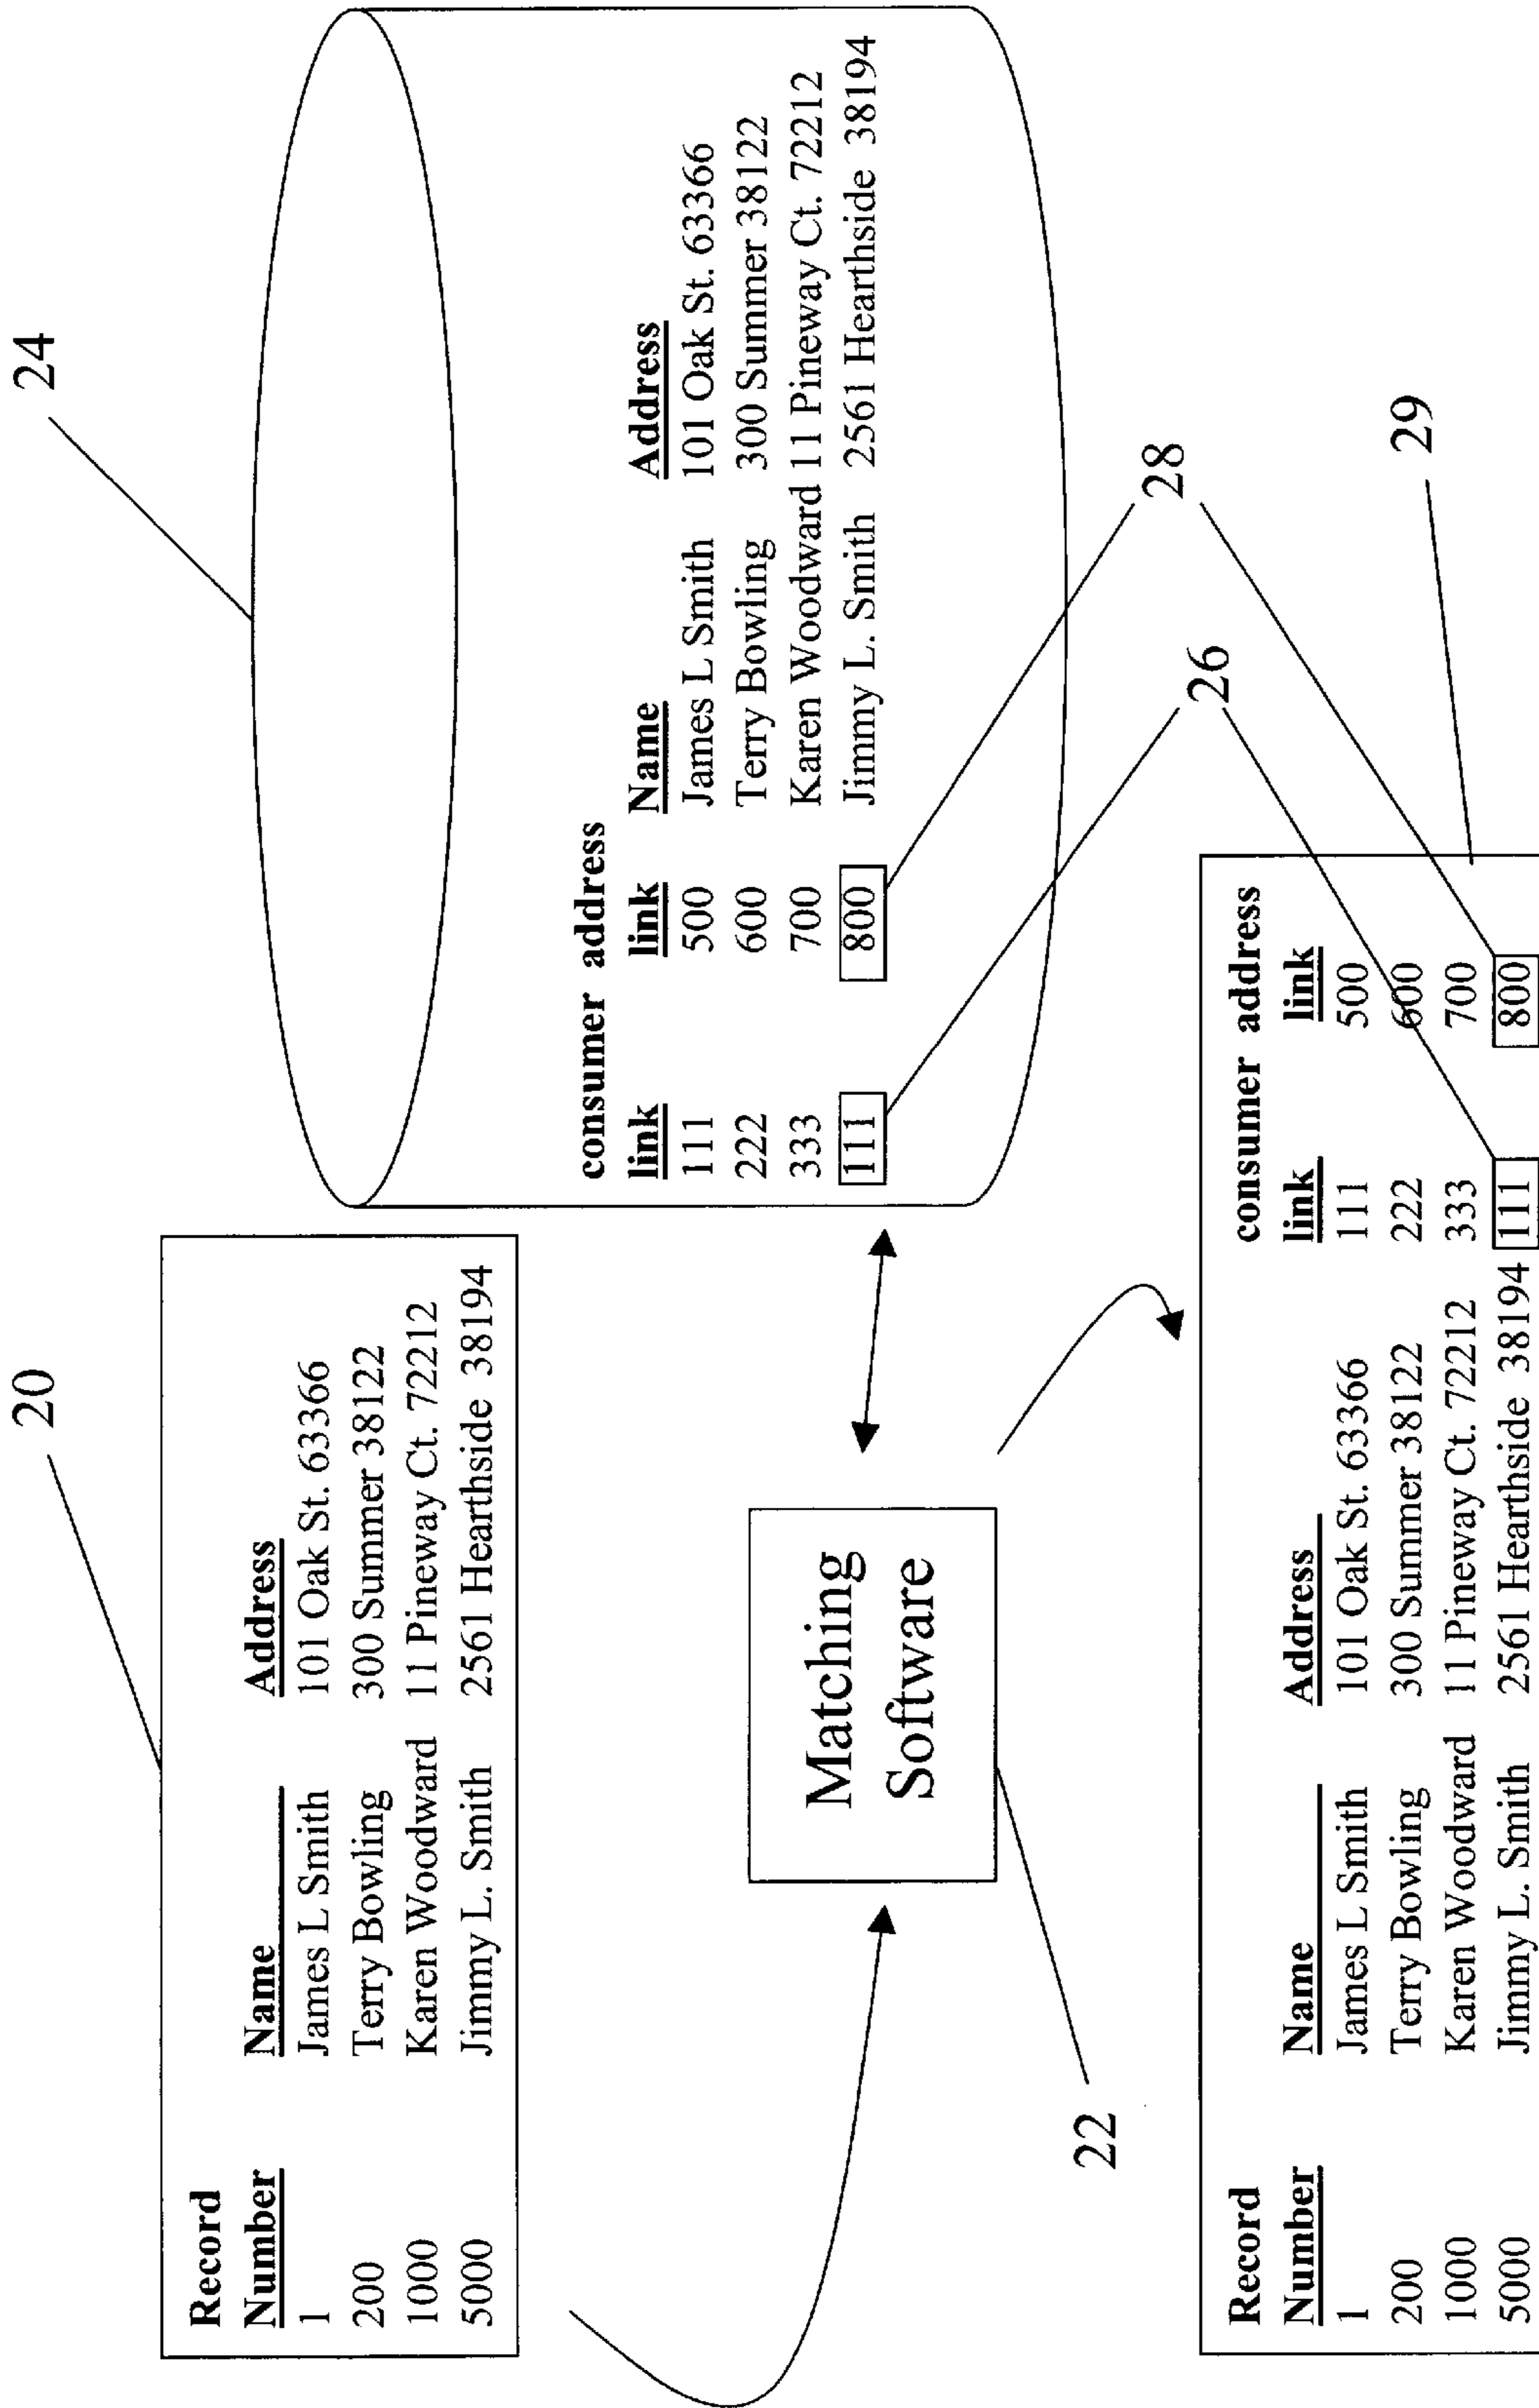 20
Record
Number Name Address
1 James L Smith 101 Oak St. 63366
200 Terry Bowling 300 Summer 38122
1000 Karen Woodward 11 Pineway Ct. 72212
5000 Jimmy L. Smith 2561 Hearthside 38194
24
consumer address
link link Name Address
111 500 James L Smith 101 Oak St. 63366
222 600 Terry Bowling 300 Summer 38122
333 700 Karen Woodward 11 Pineway Ct. 72212
111 800 Jimmy L. Smith 2561 Hearthside 38194
Matching
Software
22
26
28
29
Record consumer address
Number Name Address link link
1 James L Smith 101 Oak St. 63366 111 500
200 Terry Bowling 300 Summer 38122 222 600
1000 Karen Woodward 11 Pineway Ct. 72212 333 700
5000 Jimmy L. Smith 2561 Hearthside 38194 111 800